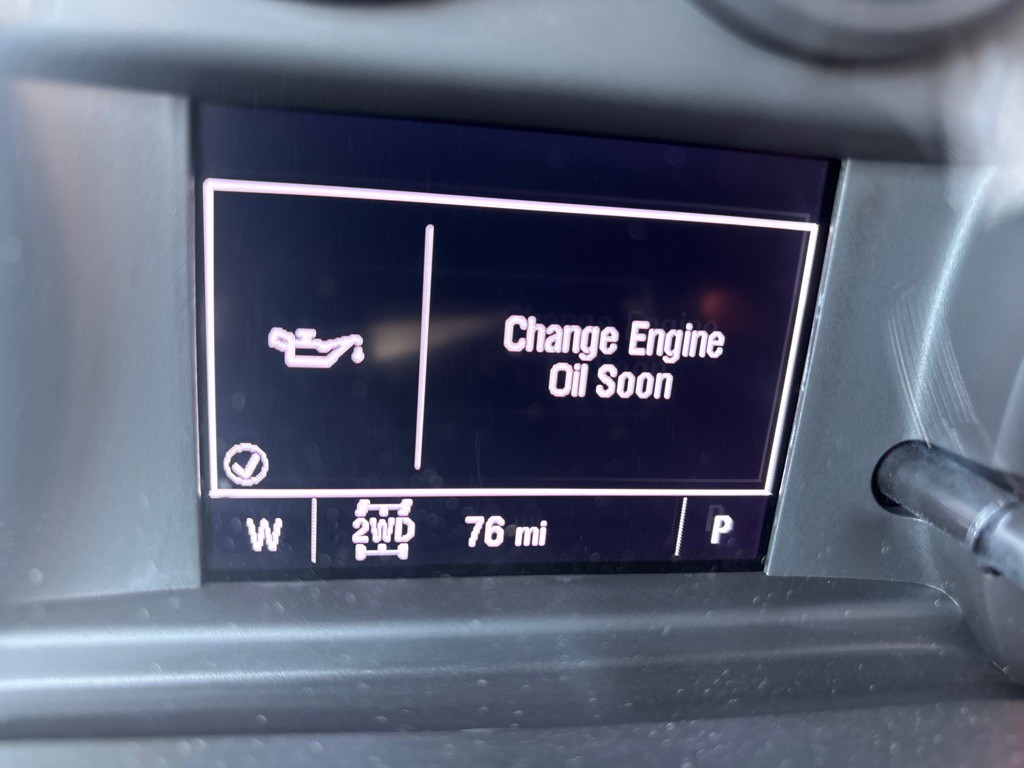 Change Engine
Oil Soon
W
2WD
76 mi
P